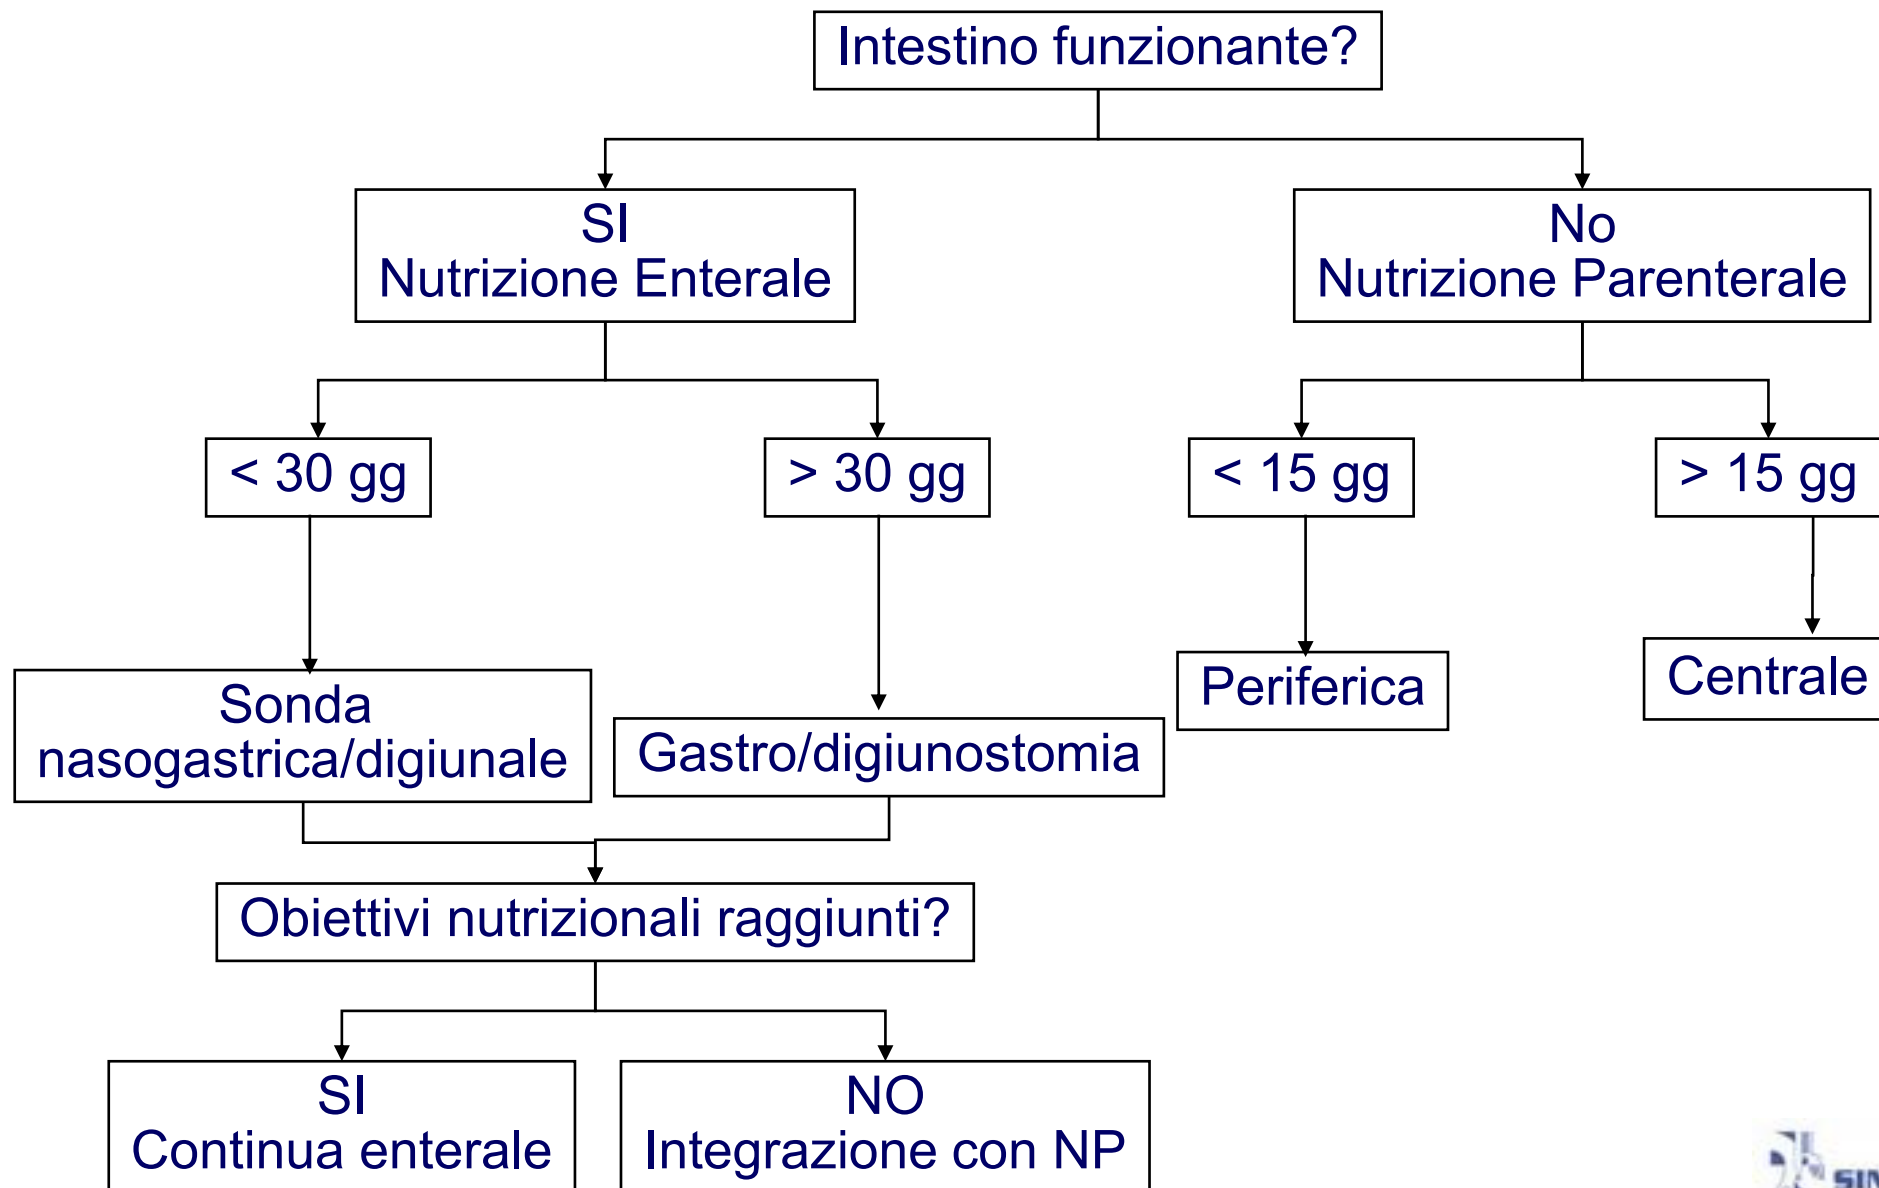 Intestino funzionante?
SI
Nutrizione Enterale
No
Nutrizione Parenterale
< 30 gg
> 30 gg
< 15 gg
> 15 gg
Sonda
nasogastrica/digiunale
Gastro/digiunostomia
Periferica
Centrale
Obiettivi nutrizionali raggiunti?
SI
Continua enterale
NO
Integrazione con NP